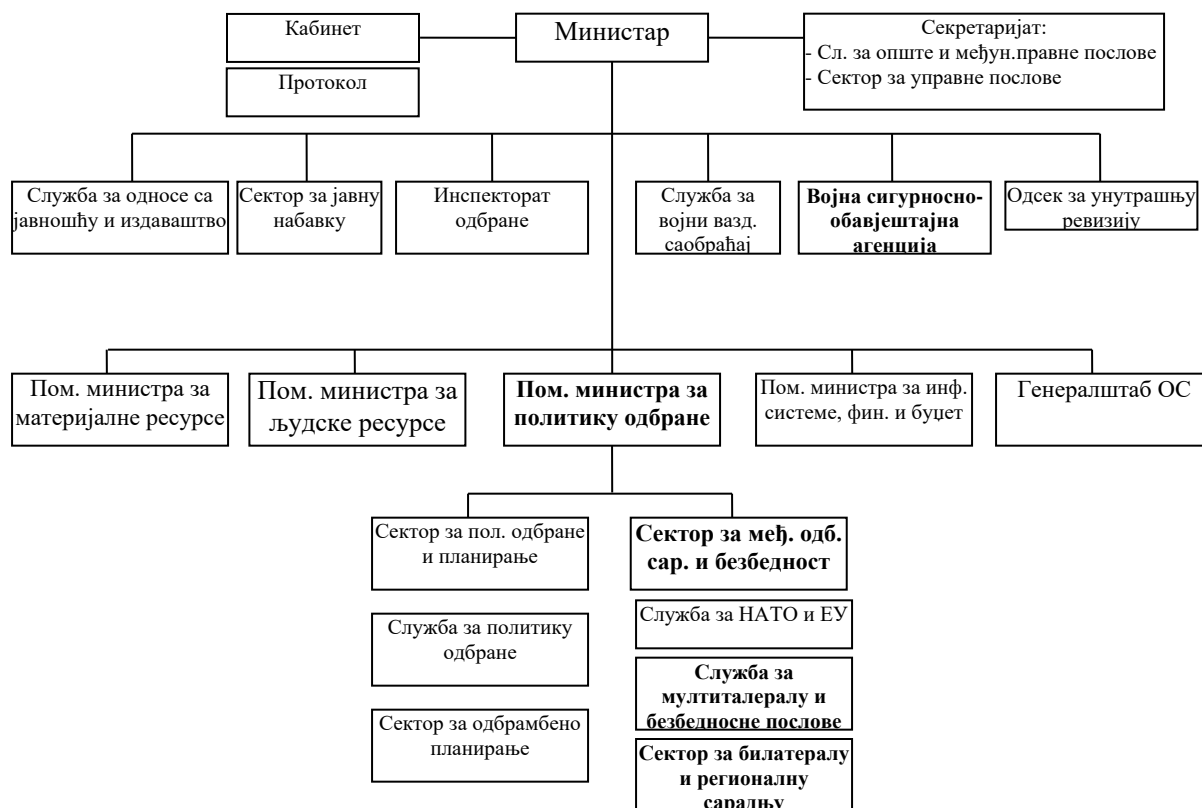 Кабинет
Министар
Секретаријат:
- Сл. за опште и међун.правне послове
- Сектор за управне послове
Протокол
Служба за односе са
јавношћу и издаваштво
Сектор за јавну
набавку
Инспекторат
одбране
Служба за
војни вазд.
саобраћај
Војна сигурносно-
обавјештајна
агенција
Одсек за унутрашњу
ревизију
Пом. министра за
материјалне ресурсе
Пом. министра за
људске ресурсе
Пом. министра за
политику одбране
Пом. министра за инф.
системе, фин. и буџет
Генералштаб ОС
Сектор за пол. одбране
и планирање
Сектор за међ. одб.
сар. и безбедност
Служба за политику
одбране
Сектор за одбрамбено
планирање
Служба за НАТО и ЕУ
Служба за
мултиталералу и
безбедносне послове
Сектор за билатералу
и регионалну
сарадњу